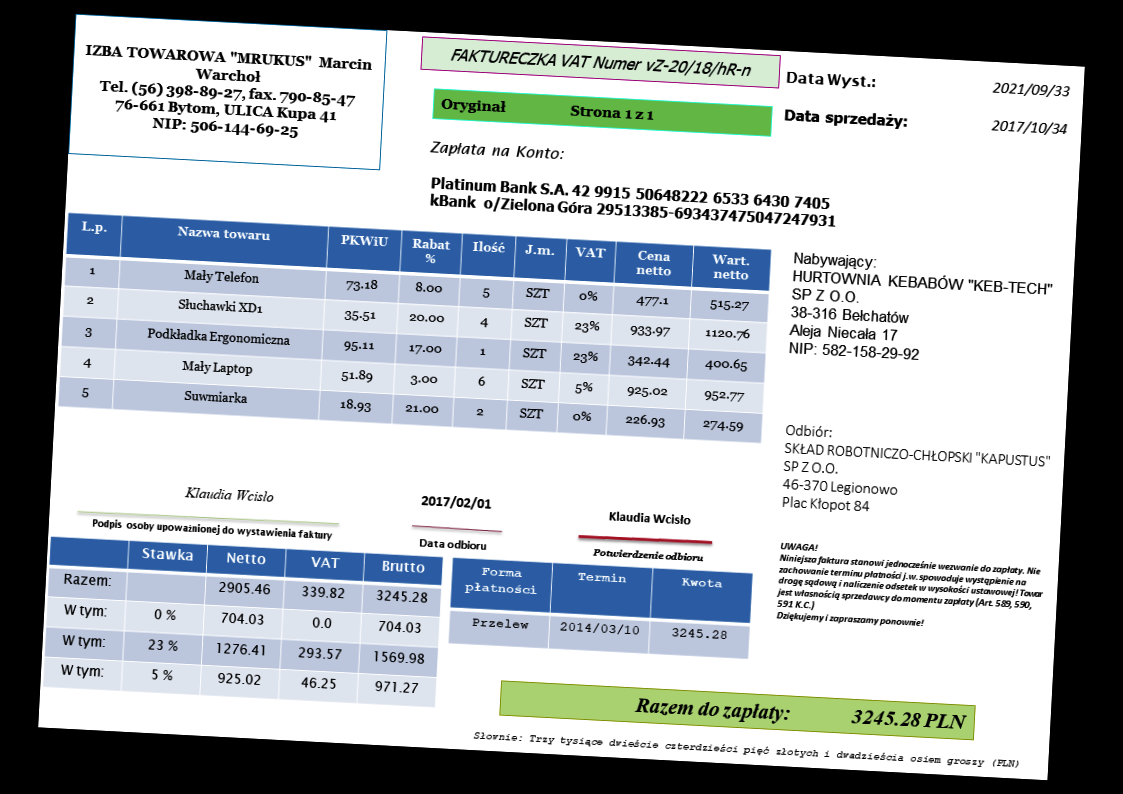 IZBA TOWAROWA "MRUKUS" Marcin
Warchoł
Tel. (56) 398-89-27, fax. 790-85-47
76-661 Bytom, ULICA Kupa 41
NIP: 506-144-69-25
FAKTURECZKA VAT Numer vZ-20/18/hR-n
Oryginał Strona 1 z 1
Data Wyst.: 2021/09/33
Data sprzedaży: 2017/10/34
Zapłata na Konto:
Platinum Bank S.A. 42 9915 50648222 6533 6430 7405
kBank o/Zielona Góra 29513385-693437475047247931
L.p. Nazwa towaru PKWiU Rabat % Ilość J.m. VAT Cena netto Wart. netto
1 Mały Telefon 73.18 8.00 5 SZT 0% 477.1 515.27
2 Słuchawki XD1 35.51 20.00 4 SZT 23% 933.97 1120.76
3 Podkładka Ergonomiczna 95.11 17.00 1 SZT 23% 342.44 400.65
4 Mały Laptop 51.89 3.00 6 SZT 5% 925.02 952.77
5 Suwmiarka 18.93 21.00 2 SZT 0% 226.93 274.59
Nabywający:
HURTOWNIA KEBABÓW "KEB-TECH"
SP Z O.O.
38-316 Bełchatów
Aleja Niecała 17
NIP: 582-158-29-92
Odbiór:
SKŁAD ROBOTNICZO-CHŁOPSKI "KAPUSTUS"
SP Z O.O.
46-370 Legionowo
Plac Kłopot 84
Klaudia Wcisło
Podpis osoby upoważnionej do wystawienia faktury
2017/02/01
Data odbioru
Klaudia Wcisło
Potwierdzenie odbioru
UWAGA!
Niniejsza faktura stanowi jednocześnie wezwanie do zapłaty. Nie
zachowanie terminu płatności j.w. spowoduje wystąpienie na
drogę sądową i naliczenie odsetek w wysokości ustawowej! Towar
jest własnością sprzedawcy do momentu zapłaty (Art. 589, 590,
591 K.C.)
Dziękujemy i zapraszamy ponownie!
Stawka Netto VAT Brutto
Razem: 2905.46 339.82 3245.28
W tym: 0 % 704.03 0.0 704.03
W tym: 23 % 1276.41 293.57 1569.98
W tym: 5 % 925.02 46.25 971.27
Forma płatności Termin Kwota
Przelew 2014/03/10 3245.28
Razem do zapłaty: 3245.28 PLN
Słownie: Trzy tysiące dwieście czterdzieści pięć złotych i dwadzieścia osiem groszy (PLN)